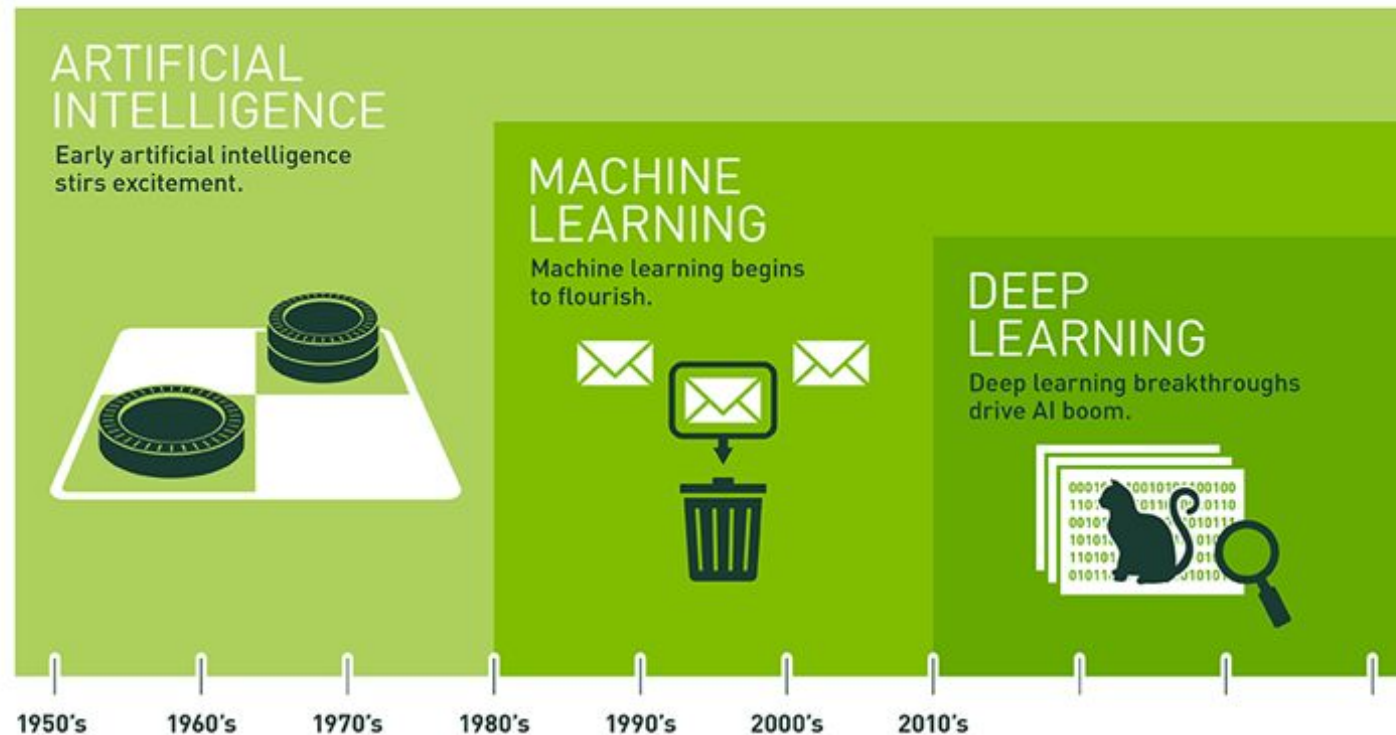 ARTIFICIAL
INTELLIGENCE
Early artificial intelligence
stirs excitement.
MACHINE
LEARNING
Machine learning begins
to flourish.
DEEP
LEARNING
Deep learning breakthroughs
drive AI boom.
1950's 1960's 1970's 1980's 1990's 2000's 2010's